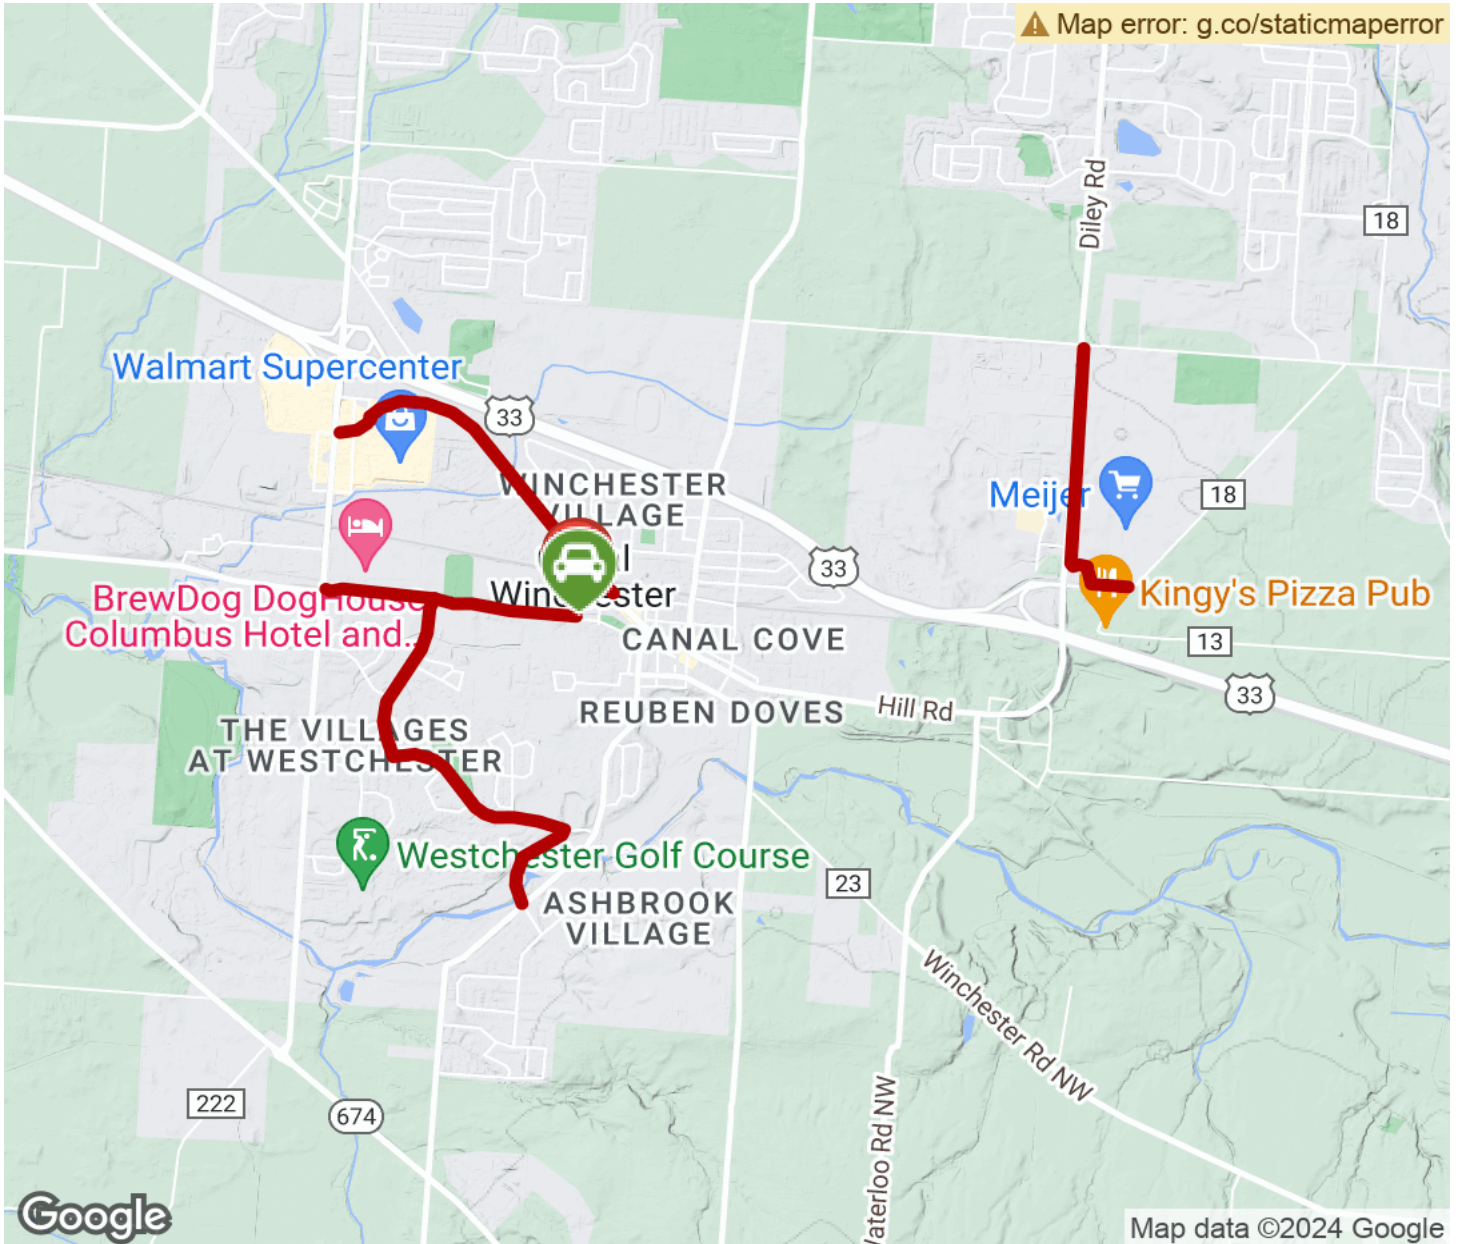 Map error: g.co/staticmaperror
Diley Rd
18
Walmart Supercenter
33
WINCHESTER
VILLAGE
Meijer
18
33
Winchester
BrewDog DogHouse
Columbus Hotel and...
Kingy's Pizza Pub
CANAL COVE
13
33
REUBEN DOVES
Hill Rd
THE VILLAGES
AT WESTCHESTER
Westchester Golf Course
23
ASHBROOK
VILLAGE
Winchester Rd NW
222
674
Waterloo Rd NW
Google
Map data ©2024 Google